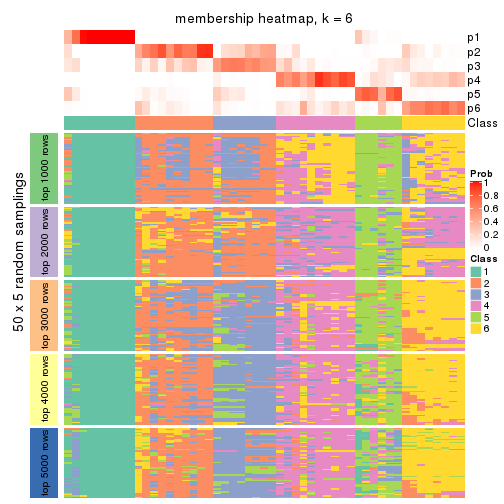 membership heatmap, k = 6
p1
p2
p3
p4
p5
p6
Class
50 x 5 random samplings
top 1000 rows
top 2000 rows
top 3000 rows
top 4000 rows
top 5000 rows
Prob
1
0.8
0.6
0.4
0.2
0
Class
1
2
3
4
5
6